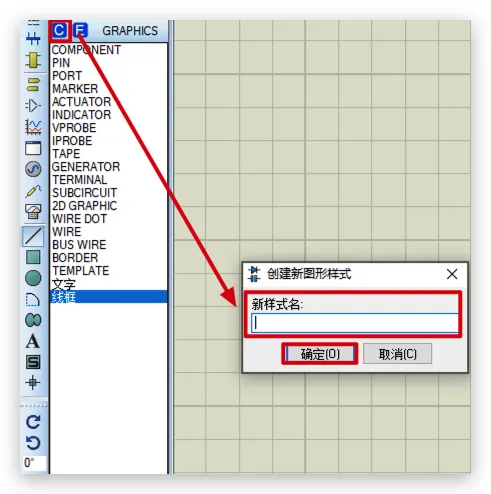 C E GRAPHICS
COMPONENT
PIN
PORT
MARKER
ACTUATOR
INDICATOR
VPROBE
IPROBE
TAPE
GENERATOR
TERMINAL
SUBCIRCUIT
2D GRAPHIC
WIRE DOT
WIRE
BUS WIRE
BORDER
TEMPLATE
文字
线框
创建新图形样式
新样式名:
确定(O) 取消(C)
A
S
0°